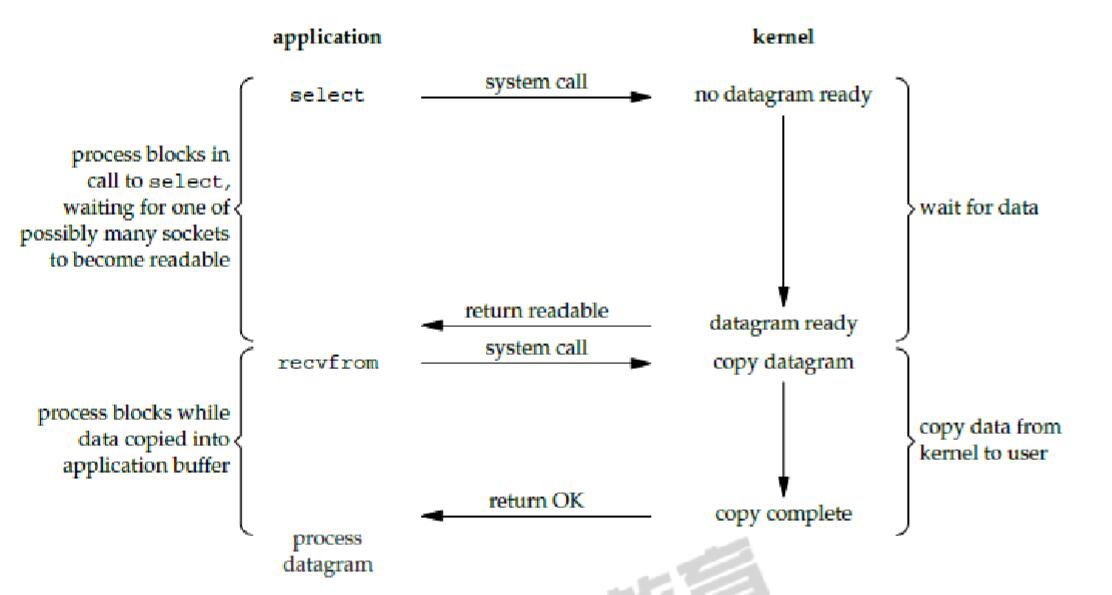 application
kernel
select
system call
no datagram ready
process blocks in
call to select,
waiting for one of
possibly many sockets
to become readable
wait for data
return readable
datagram ready
recvfrom
system call
copy datagram
process blocks while
data copied into
application buffer
copy data from
kernel to user
return OK
copy complete
process
datagram
教育